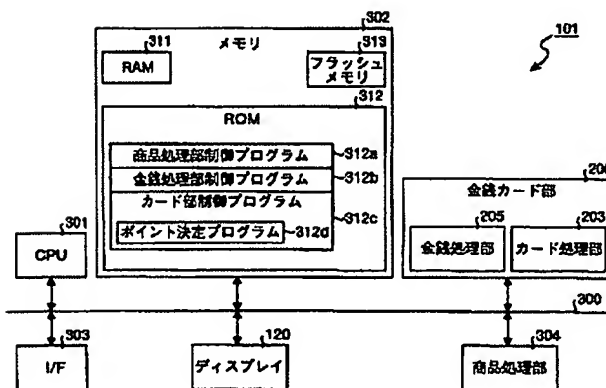 302
メモリ
101
311
RAM
313
フラッシュ
メモリ
312
ROM
商品処理部制御プログラム
312a
金銭処理部制御プログラム
312b
カード部制御プログラム
312c
ポイント決定プログラム
312d
301
CPU
金銭カード部
205
金銭処理部
203
カード処理部
300
303
I/F
120
ディスプレイ
304
商品処理部